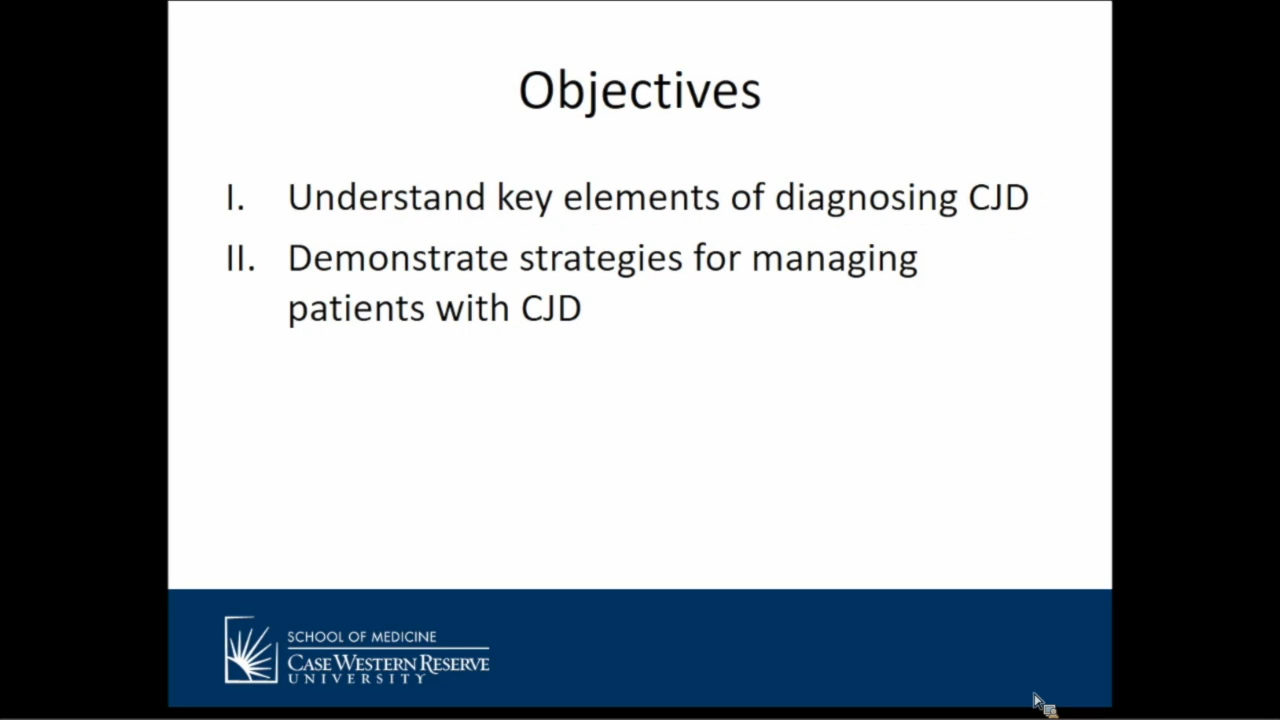 Objectives
I. Understand key elements of diagnosing CJD
II. Demonstrate strategies for managing
patients with CJD
SCHOOL OF MEDICINE
CASE WESTERN RESERVE
UNIVERSITY